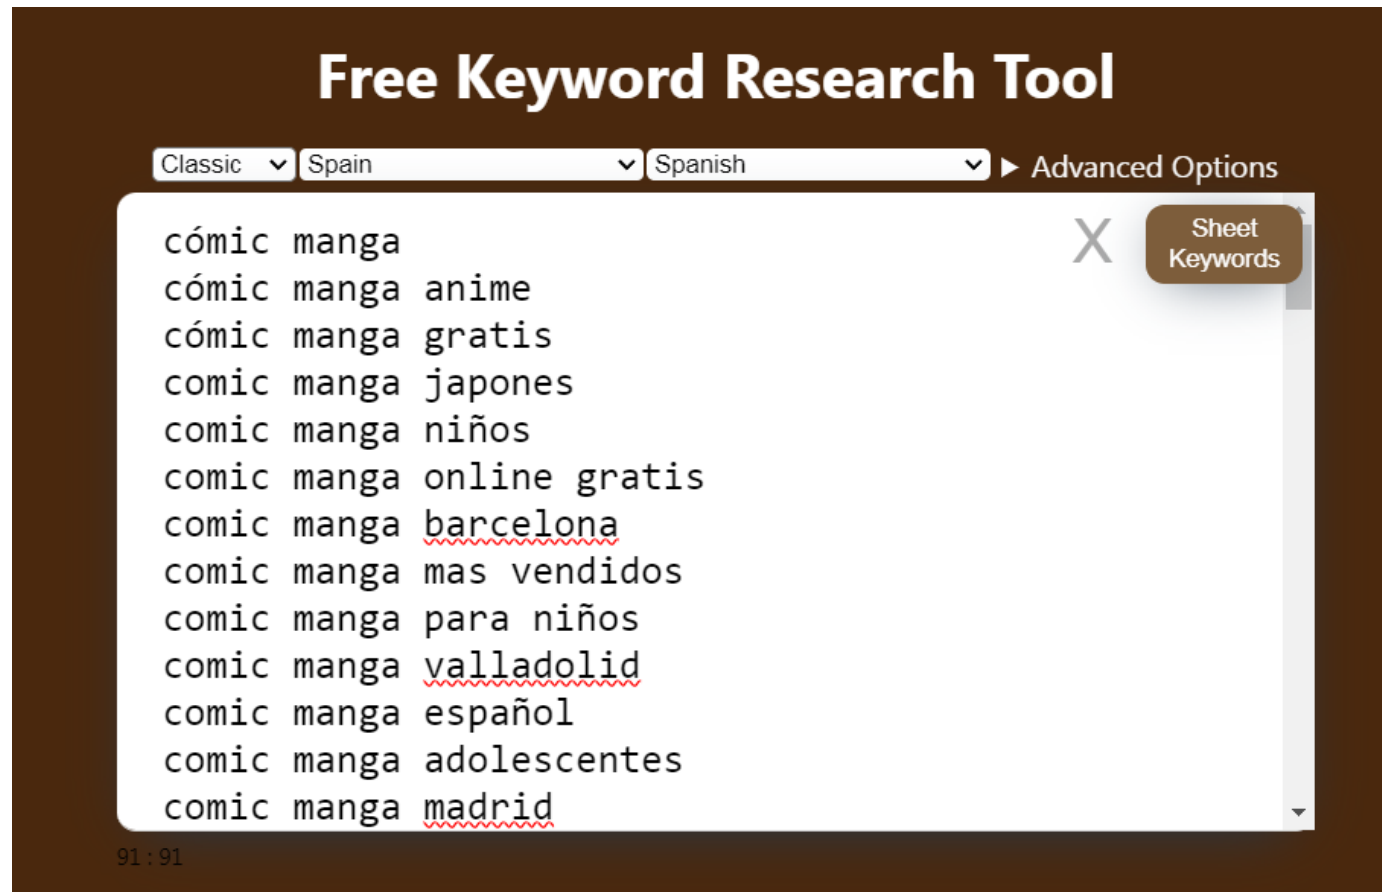 Free Keyword Research Tool
Classic Spain Spanish ▶ Advanced Options
X Sheet
Keywords
cómic manga
cómic manga anime
cómic manga gratis
comic manga japones
comic manga niños
comic manga online gratis
comic manga barcelona
comic manga mas vendidos
comic manga para niños
comic manga valladolid
comic manga español
comic manga adolescentes
comic manga madrid
91:91